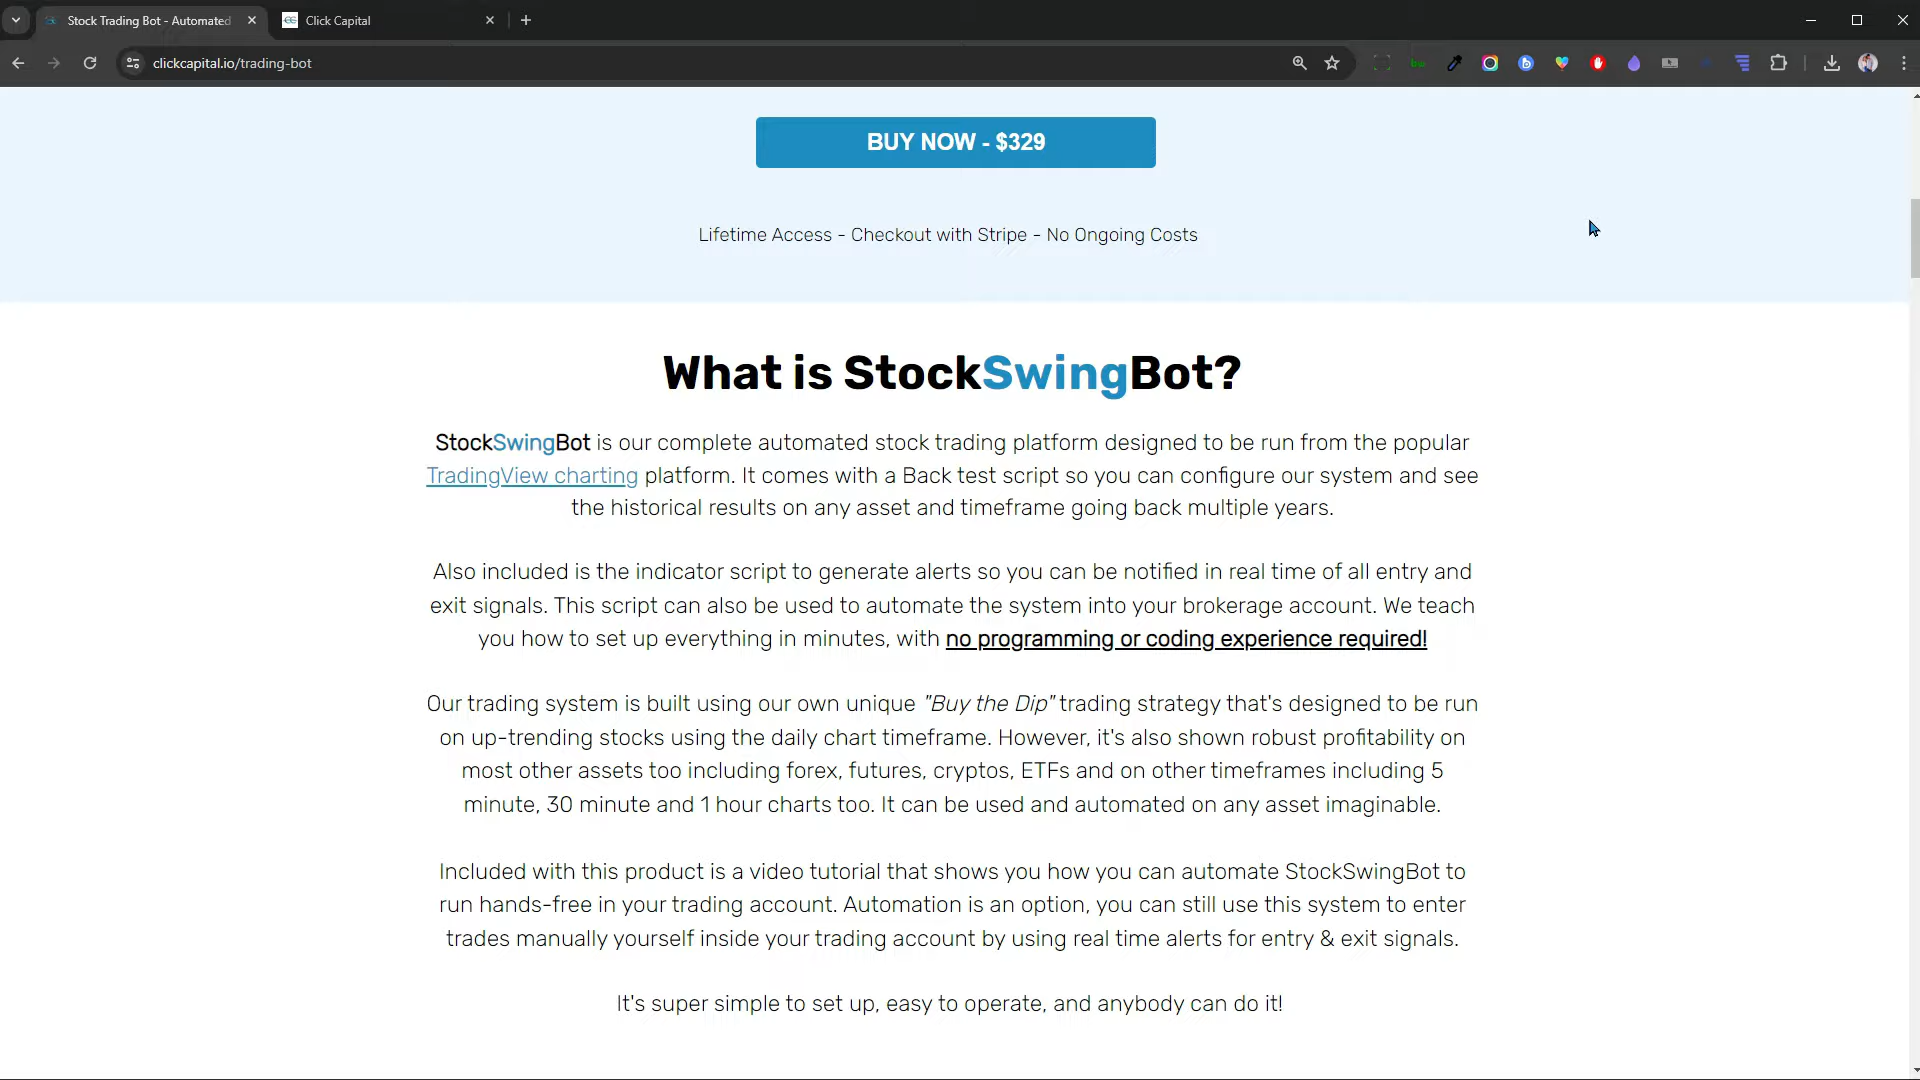 Stock Trading Bot - Automated
Click Capital
clickcapital.io/trading-bot
BUY NOW - $329
Lifetime Access - Checkout with Stripe - No Ongoing Costs
What is StockSwingBot?
StockSwingBot is our complete automated stock trading platform designed to be run from the popular
TradingView charting platform. It comes with a Back test script so you can configure our system and see
the historical results on any asset and timeframe going back multiple years.
Also included is the indicator script to generate alerts so you can be notified in real time of all entry and
exit signals. This script can also be used to automate the system into your brokerage account. We teach
you how to set up everything in minutes, with no programming or coding experience required!
Our trading system is built using our own unique "Buy the Dip" trading strategy that's designed to be run
on up-trending stocks using the daily chart timeframe. However, it's also shown robust profitability on
most other assets too including forex, futures, cryptos, ETFs and on other timeframes including 5
minute, 30 minute and 1 hour charts too. It can be used and automated on any asset imaginable.
Included with this product is a video tutorial that shows you how you can automate StockSwingBot to
run hands-free in your trading account. Automation is an option, you can still use this system to enter
trades manually yourself inside your trading account by using real time alerts for entry & exit signals.
It's super simple to set up, easy to operate, and anybody can do it!